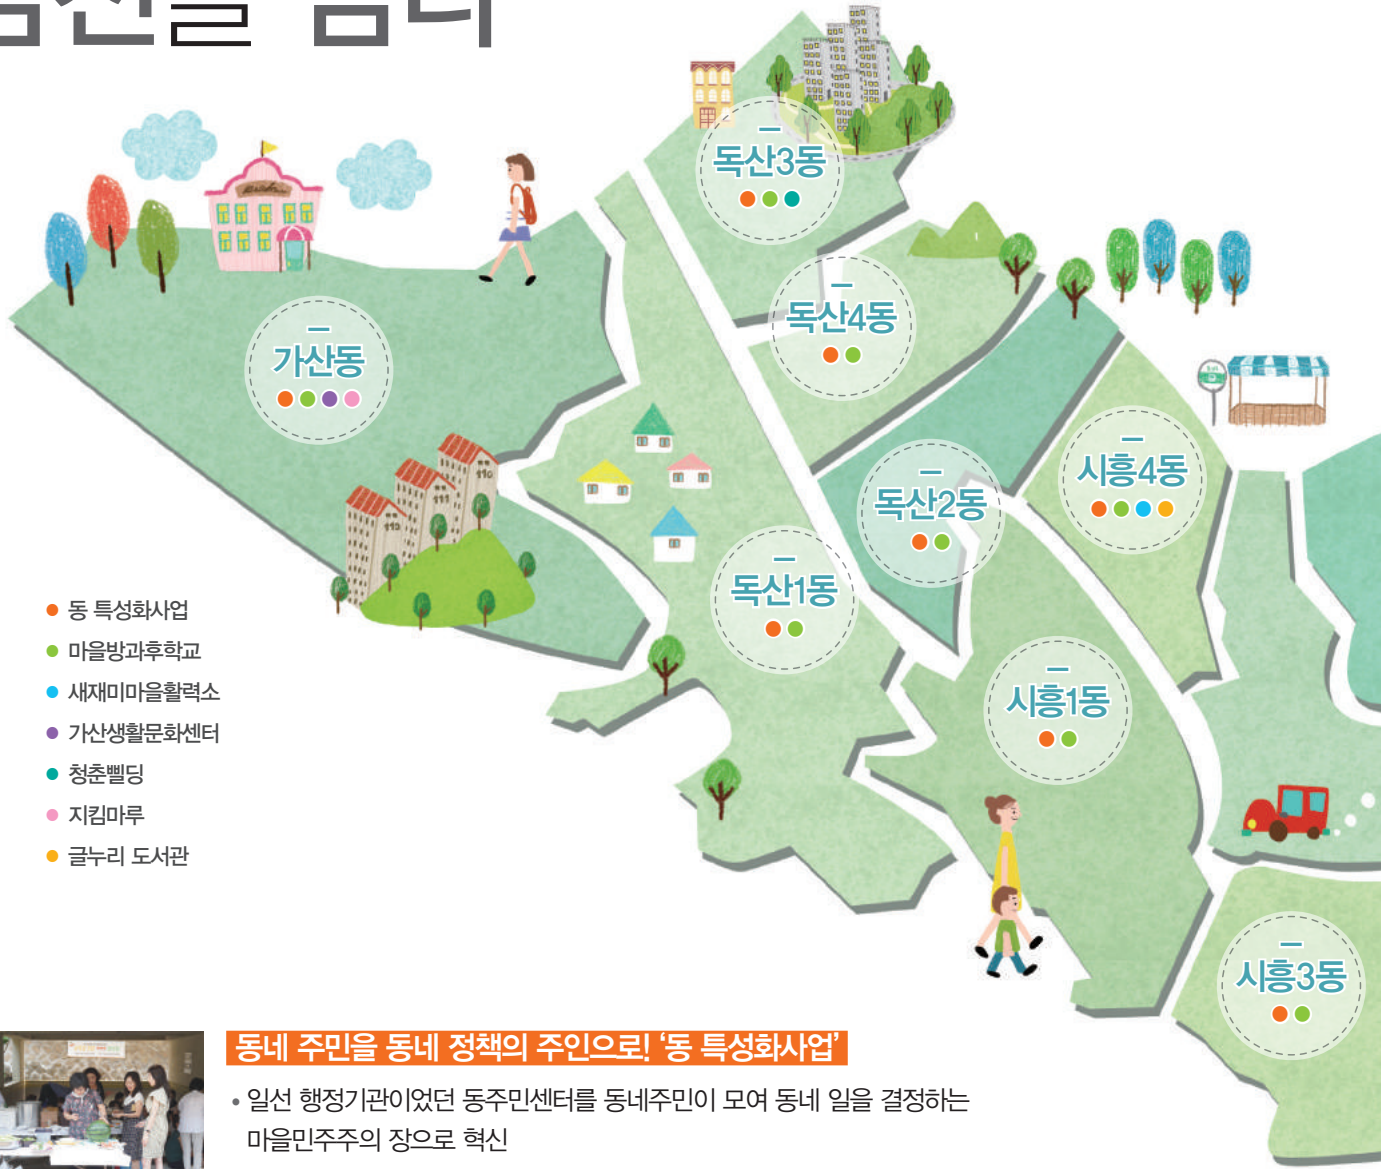 독산3동
독산4동
가산동
시흥4동
독산2동
독산1동
시흥1동
시흥3동
110
111
113
동 특성화사업
마을방과후학교
새재미마을활력소
가산생활문화센터
청춘삘딩
지킴마루
글누리 도서관
동네 주민을 동네 정책의 주인으로! ‘동 특성화사업’
• 일선 행정기관이었던 동주민센터를 동네주민이 모여 동네 일을 결정하는
마을민주주의 장으로 혁신